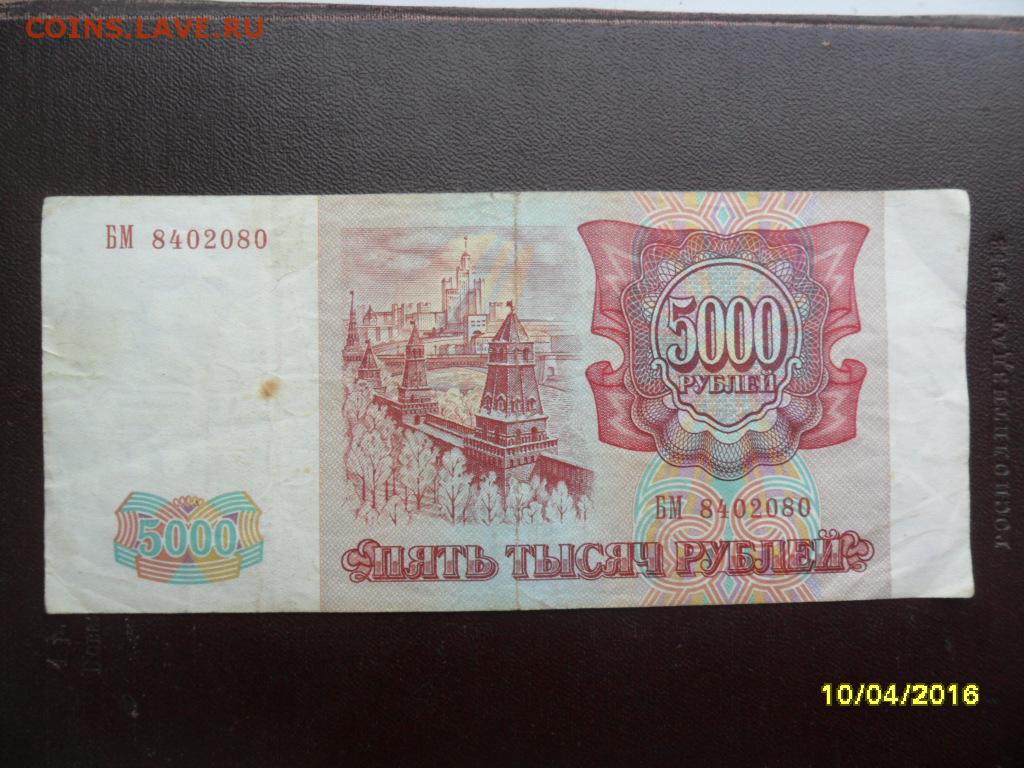 COINS.LAVE.RU
БМ 8402080
5000
РУБЛЕЙ
БМ 8402080
5000
ПЯТЬ ТЫСЯЧ РУБЛЕЙ
10/04/2016